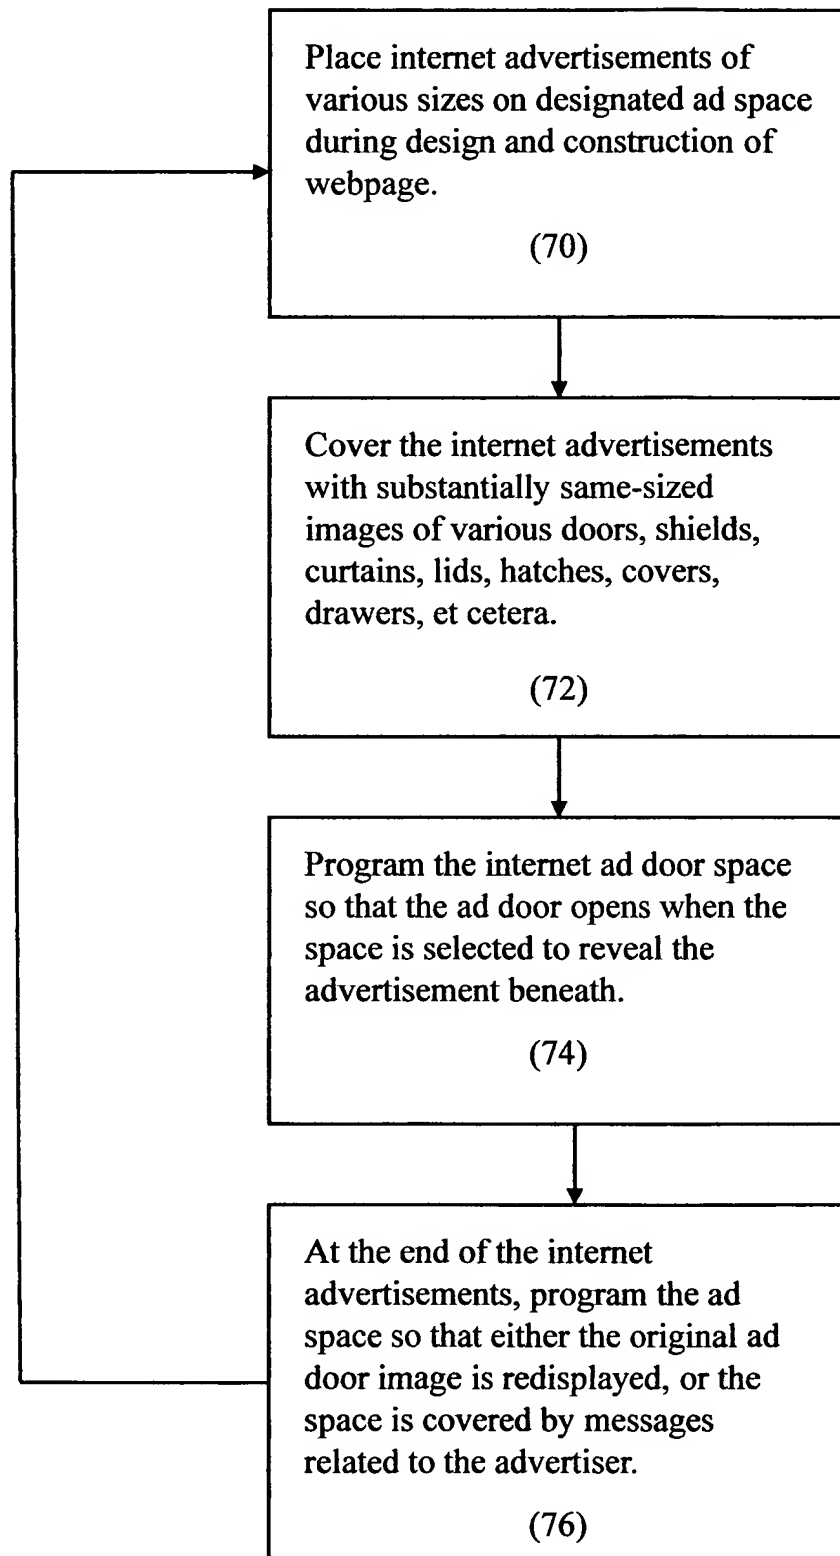 Place internet advertisements of
various sizes on designated ad space
during design and construction of
webpage.
(70)
Cover the internet advertisements
with substantially same-sized
images of various doors, shields,
curtains, lids, hatches, covers,
drawers, et cetera.
(72)
Program the internet ad door space
so that the ad door opens when the
space is selected to reveal the
advertisement beneath.
(74)
At the end of the internet
advertisements, program the ad
space so that either the original ad
door image is redisplayed, or the
space is covered by messages
related to the advertiser.
(76)